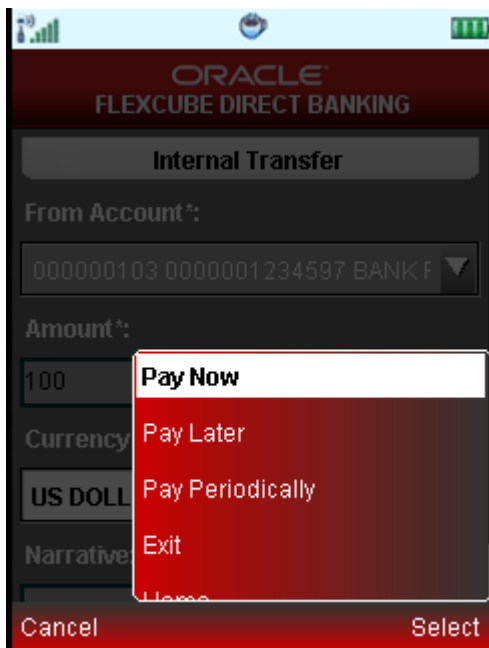 ORACLE
FLEXCUBE DIRECT BANKING
Internal Transfer
From Account*:
000000103 0000001234597 BANK F
Amount*:
100
Pay Now
Currency
Pay Later
US DOLL
Pay Periodically
Narrative:
Exit
Home
Cancel Select